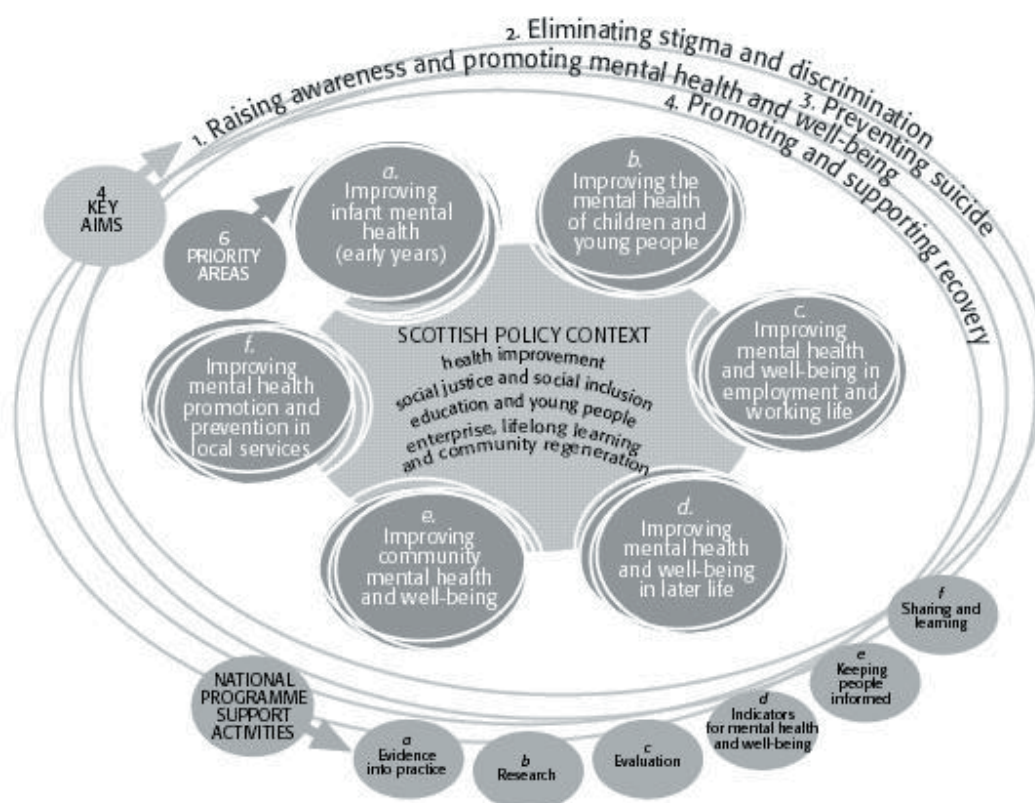 1. Raising awareness and promoting mental health and well-being
2. Eliminating stigma and discrimination
3. Preventing suicide
4. Promoting and supporting recovery
4
KEY
AIMS
6
PRIORITY
AREAS
a.
Improving
infant mental
health
(early years)
b.
Improving the
mental health
of children and
young people
c.
Improving
mental health
and well-being in
employment and
working life
d.
Improving
mental health
and well-being
in later life
e.
Improving
community
mental health
and well-being
f.
Improving
mental health
promotion and
prevention in
local services
SCOTTISH POLICY CONTEXT
health improvement
social justice and social inclusion
education and young people
enterprise, lifelong learning
and community regeneration
NATIONAL
PROGRAMME
SUPPORT
ACTIVITIES
a
Evidence
into practice
b
Research
c
Evaluation
d
Indicators
for mental health
and well-being
e
Keeping
people
informed
f
Sharing and
learning